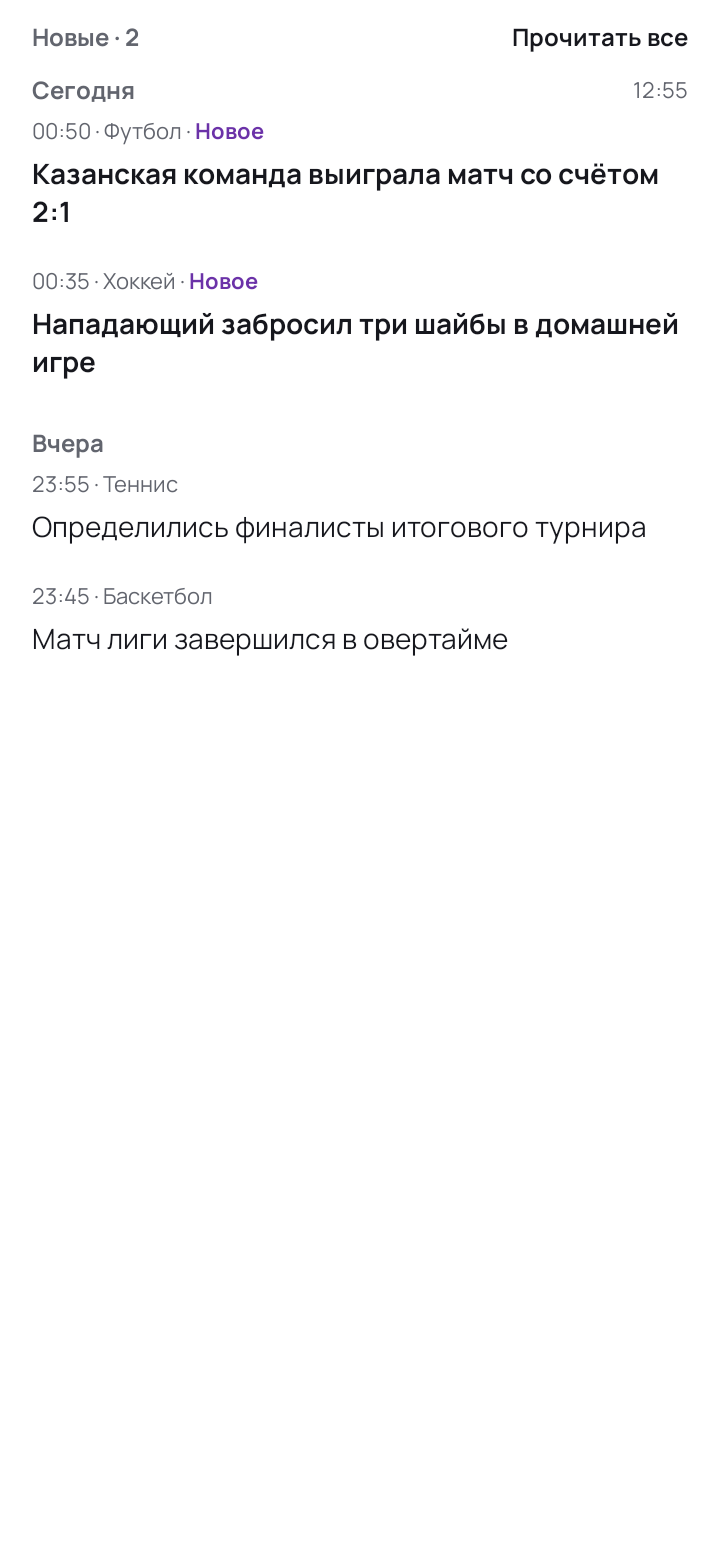 Новые · 2
Прочитать все
Сегодня
12:55
00:50 · Футбол · Новое
Казанская команда выиграла матч со счётом
2:1
00:35 · Хоккей · Новое
Нападающий забросил три шайбы в домашней
игре
Вчера
23:55 · Теннис
Определились финалисты итогового турнира
23:45 · Баскетбол
Матч лиги завершился в овертайме